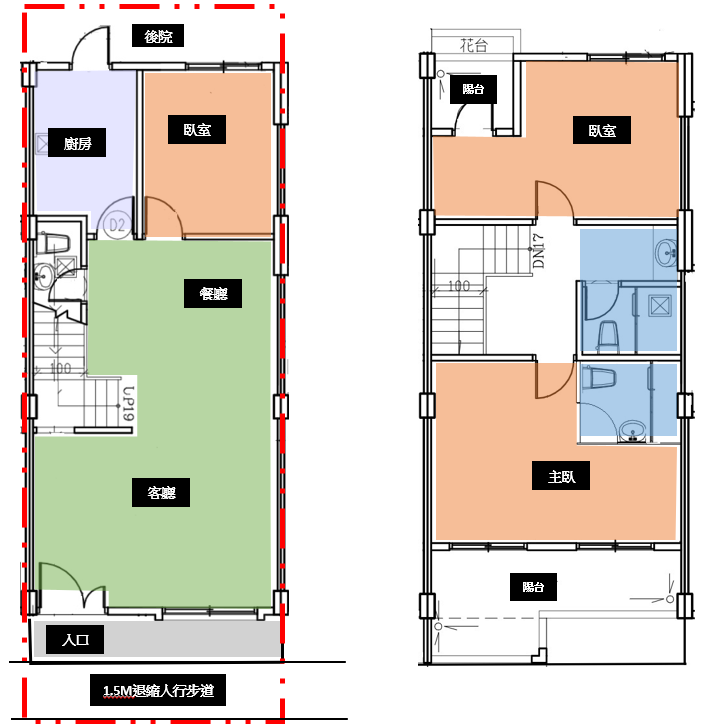 後院
廚房
臥室
D2
餐廳
100
UP19
客廳
入口
1.5M退縮人行步道
花台
陽台
臥室
DN17
100
主臥
陽台